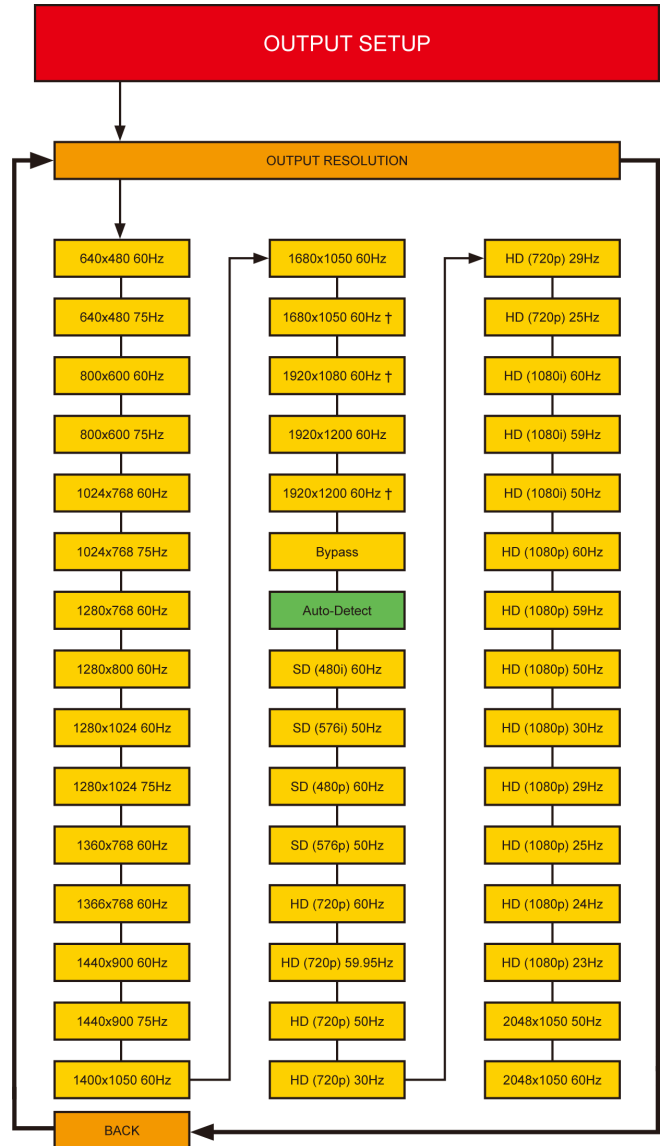 OUTPUT SETUP
OUTPUT RESOLUTION
640x480 60Hz
640x480 75Hz
800x600 60Hz
800x600 75Hz
1024x768 60Hz
1024x768 75Hz
1280x768 60Hz
1280x800 60Hz
1280x1024 60Hz
1280x1024 75Hz
1360x768 60Hz
1366x768 60Hz
1440x900 60Hz
1440x900 75Hz
1400x1050 60Hz
1680x1050 60Hz
1680x1050 60Hz †
1920x1080 60Hz †
1920x1200 60Hz
1920x1200 60Hz †
Bypass
Auto-Detect
SD (480i) 60Hz
SD (576i) 50Hz
SD (480p) 60Hz
SD (576p) 50Hz
HD (720p) 60Hz
HD (720p) 59.95Hz
HD (720p) 50Hz
HD (720p) 30Hz
HD (720p) 29Hz
HD (720p) 25Hz
HD (1080i) 60Hz
HD (1080i) 59Hz
HD (1080i) 50Hz
HD (1080p) 60Hz
HD (1080p) 59Hz
HD (1080p) 50Hz
HD (1080p) 30Hz
HD (1080p) 29Hz
HD (1080p) 25Hz
HD (1080p) 24Hz
HD (1080p) 23Hz
2048x1050 50Hz
2048x1050 60Hz
BACK